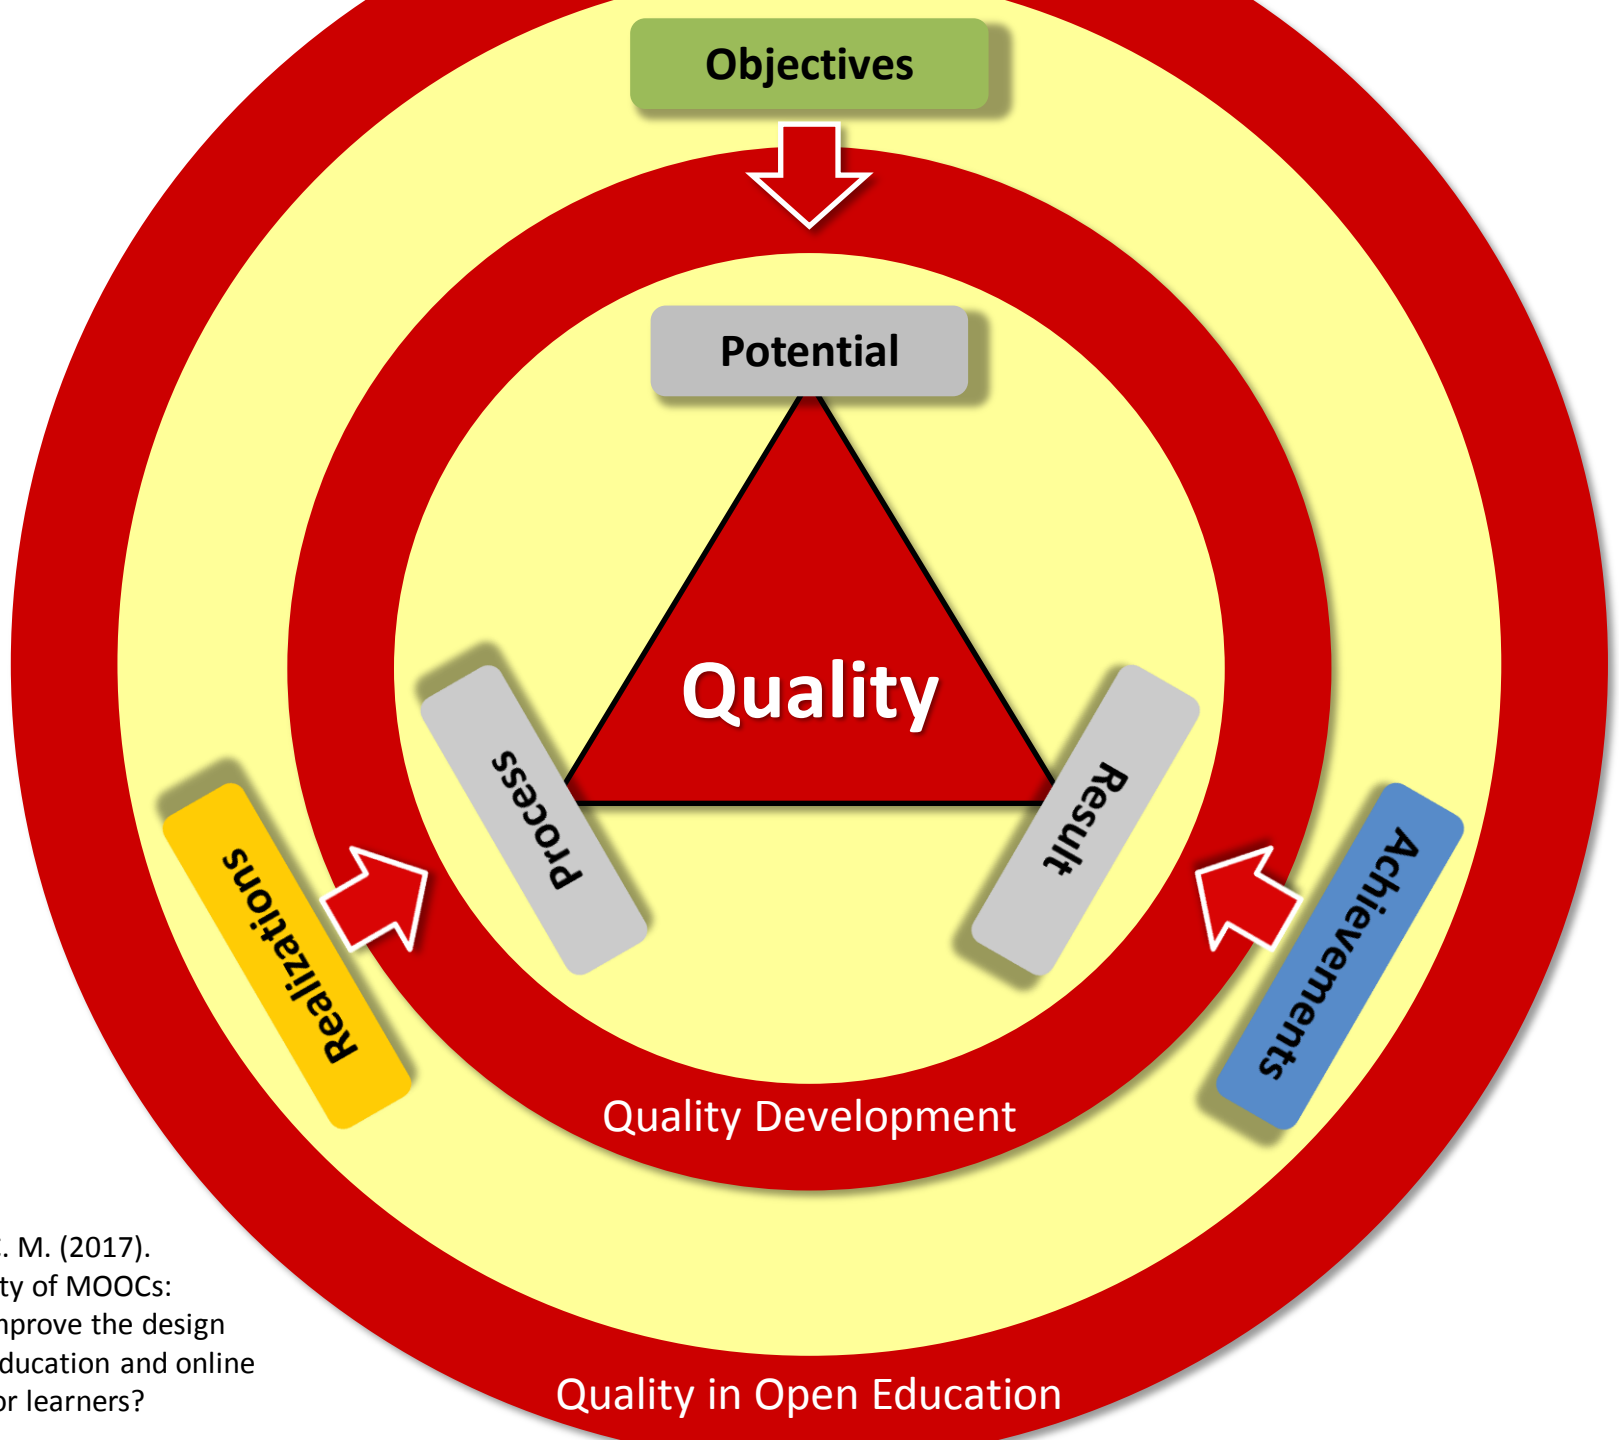 Objectives
Potential
Quality
Process
Result
Realizations
Achievements
Quality Development
. M. (2017).
ty of MOOCs:
mprove the design
ducation and online
or learners?
Quality in Open Education